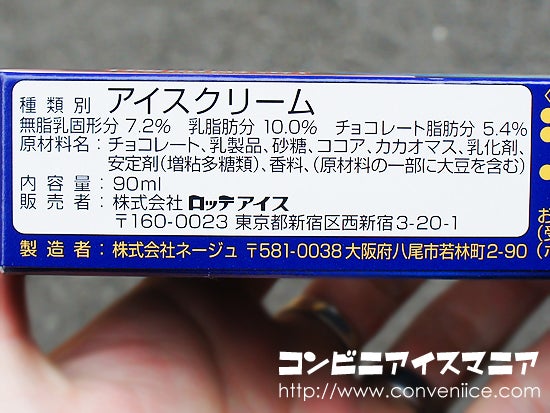 種類別 アイスクリーム
無脂乳固形分 7.2% 乳脂肪分 10.0% チョコレート脂肪分 5.4%
原材料名：チョコレート、乳製品、砂糖、ココア、カカオマス、乳化剤、
安定剤(増粘多糖類)、香料、(原材料の一部に大豆を含む)
内容量：90ml
販売者：株式会社 ロッテアイス
〒160-0023 東京都新宿区西新宿3-20-1
製造者：株式会社ネージュ 〒581-0038 大阪府八尾市若林町2-90
コンビニアイスマニア
http://www.conveniice.com/